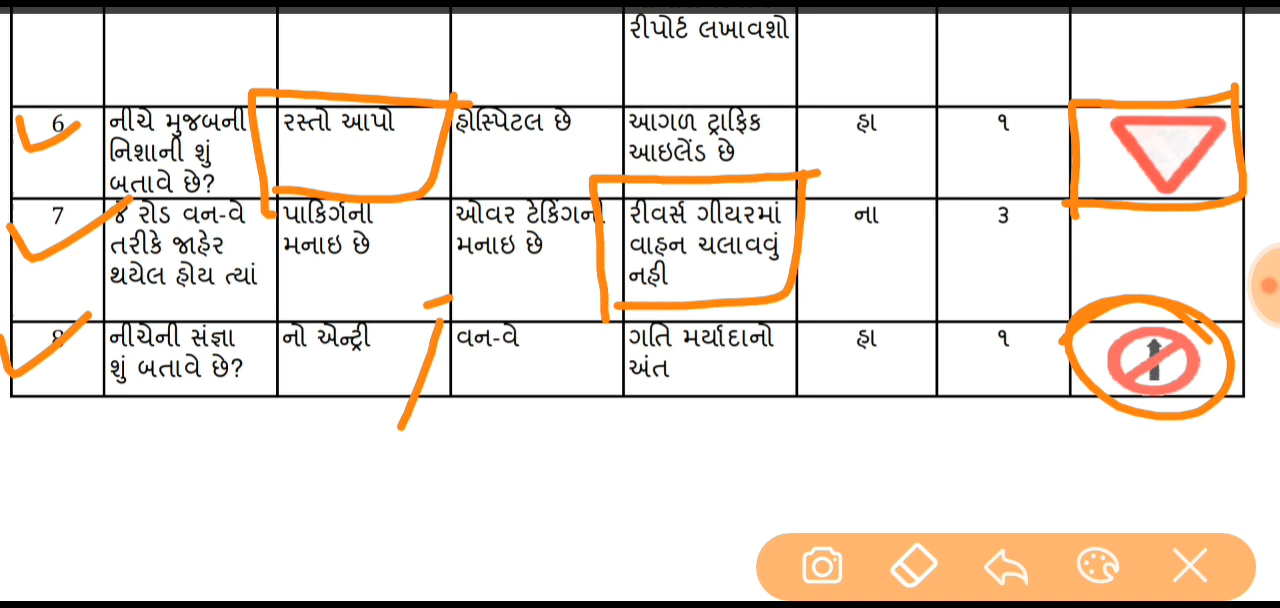 રીપોર્ટ લખાવશો
6 નીચે મુજબની રસ્તો આપો હોસ્પિટલ છે આગળ ટ્રાફિક હા ૧
નિશાની શું આઇલેંડ છે
બતાવે છે?
7 જે રોડ વન-વે પાર્કિગની ઓવર ટેકિંગની રીવર્સ ગીયરમાં ના ૩
તરીકે જાહેર મનાઇ છે મનાઇ છે વાહન ચલાવવું
થયેલ હોય ત્યાં નહી
8 નીચેની સંજ્ઞા નો એન્ટ્રી વન-વે ગતિ મર્યાદાનો હા ૧
શું બતાવે છે? અંત